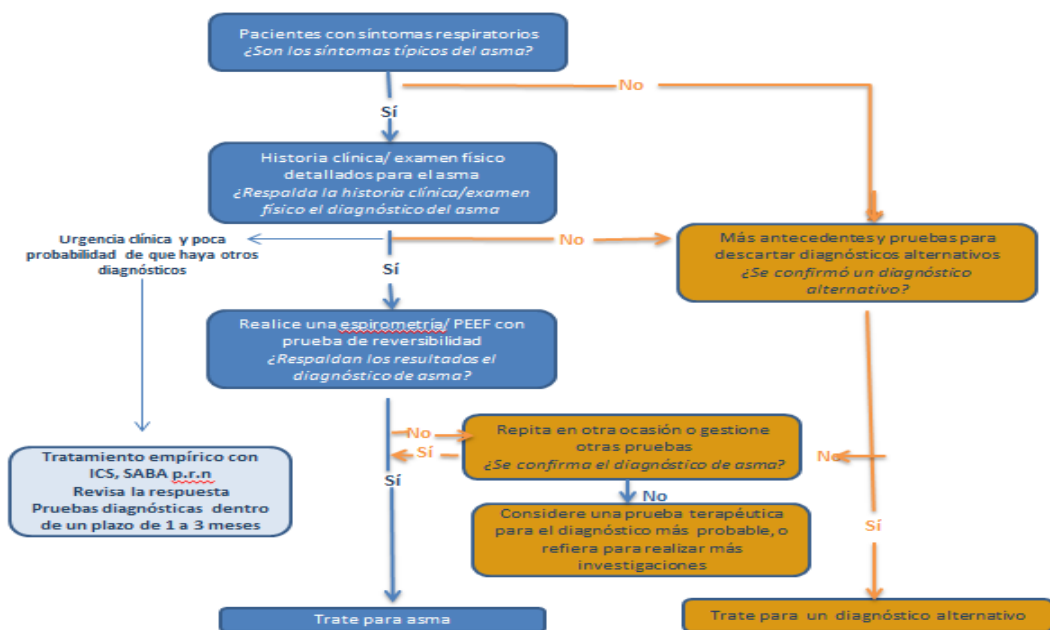 Pacientes con síntomas respiratorios
¿Son los síntomas típicos del asma?
No
Sí
Historia clínica/ examen físico
detallados para el asma
¿Respalda la historia clínica/examen
físico el diagnóstico del asma
Urgencia clínica y poca
probabilidad de que haya otros
diagnósticos
No
Sí
Más antecedentes y pruebas para
descartar diagnósticos alternativos
¿Se confirmó un diagnóstico
alternativo?
Realice una espirometría/ PEEF con
prueba de reversibilidad
¿Respaldan los resultados el
diagnóstico de asma?
No
Sí
Sí
Repita en otra ocasión o gestione
otras pruebas
¿Se confirma el diagnóstico de asma?
No
No
Sí
Tratamiento empírico con
ICS, SABA p.r.n
Revisa la respuesta
Pruebas diagnósticas dentro
de un plazo de 1 a 3 meses
Considere una prueba terapéutica
para el diagnóstico más probable, o
refiera para realizar más
investigaciones
Trate para asma
Trate para un diagnóstico alternativo